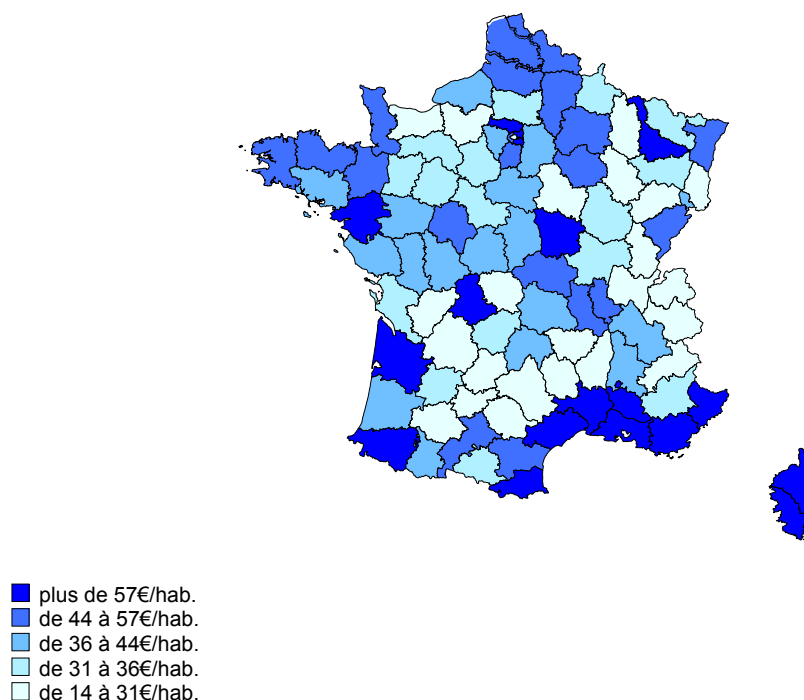 plus de 57€/hab.
de 44 à 57€/hab.
de 36 à 44€/hab.
de 31 à 36€/hab.
de 14 à 31€/hab.